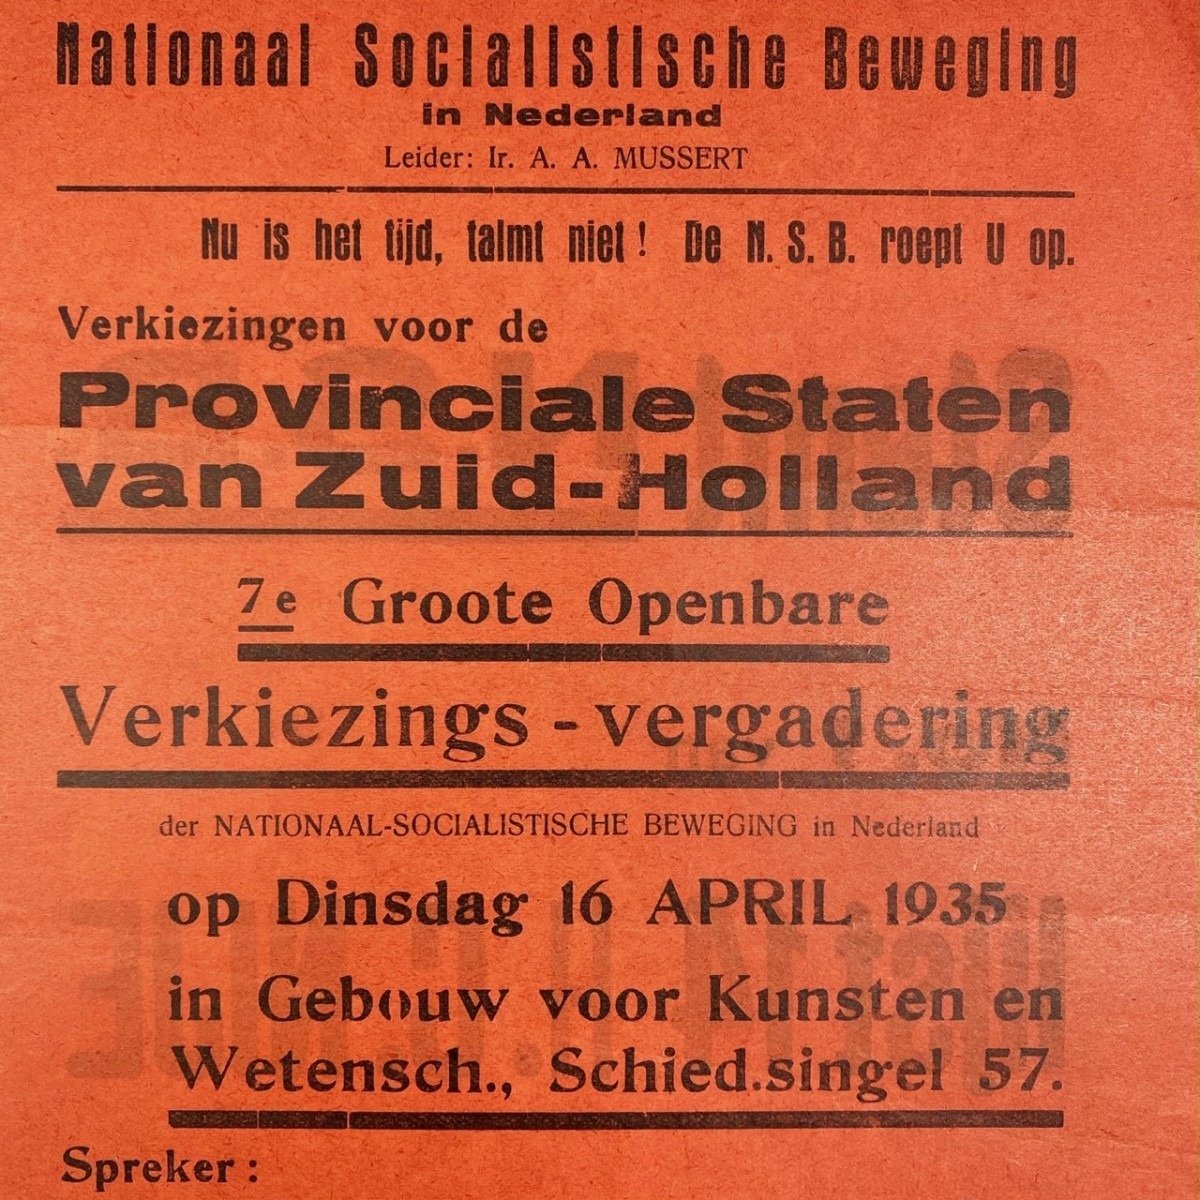 Nationaal Socialistische Beweging
in Nederland
Leider: Ir. A. A. MUSSERT
Nu is het tijd, talmt niet! De N.S.B. roept U op.
Verkiezingen voor de
Provinciale Staten
van Zuid-Holland
7e Groote Openbare
Verkiezings-vergadering
der NATIONAAL-SOCIALISTISCHE BEWEGING in Nederland
op Dinsdag 16 APRIL 1935
in Gebouw voor Kunsten en
Wetensch., Schied.singel 57.
Spreker: